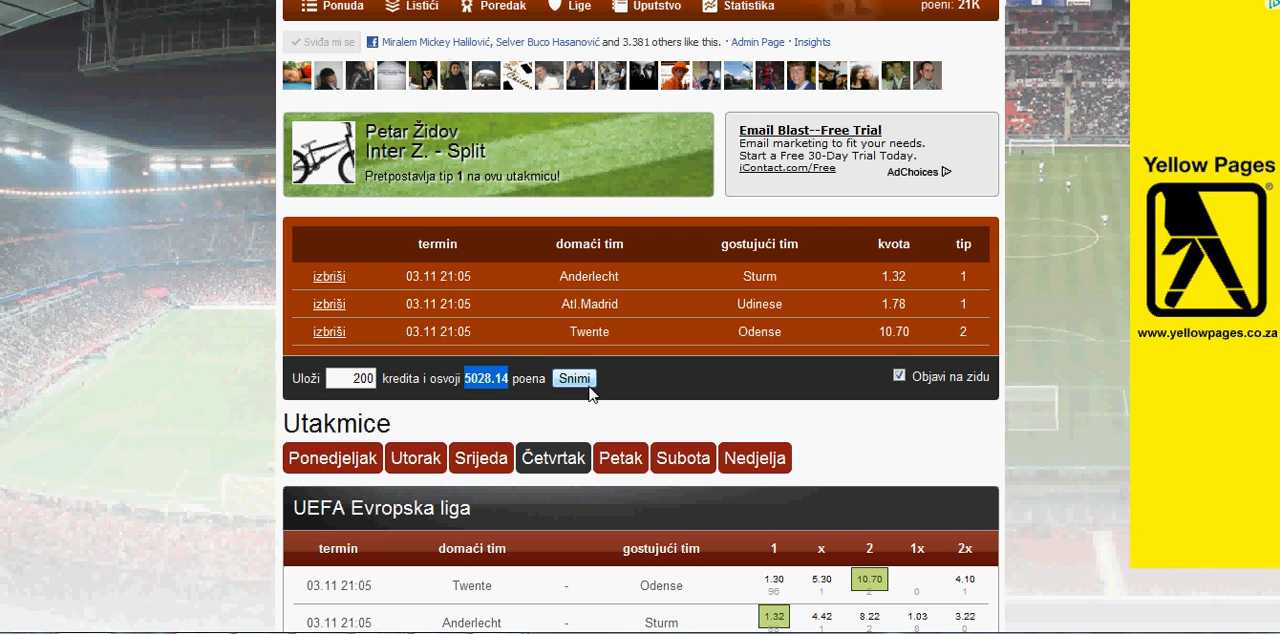 Ponuda Listići Poredak Lige Uputstvo Statistika poeni: 21K
Sviđa mi se Miralem Mickey Halilović, Selver Buco Hasanović and 3.381 others like this. · Admin Page · Insights
Petar Židov
Inter Z. - Split
Pretpostavlja tip 1 na ovu utakmicu!
Email Blast--Free Trial
Email marketing to fit your needs.
Start a Free 30-Day Trial Today.
iContact.com/Free
AdChoices
termin domaći tim gostujući tim kvota tip
izbriši 03.11 21:05 Anderlecht Sturm 1.32 1
izbriši 03.11 21:05 Atl.Madrid Udinese 1.78 1
izbriši 03.11 21:05 Twente Odense 10.70 2
Uloži 200 kredita i osvoji 5028.14 poena Snimi Objavi na zidu
Utakmice
Ponedjeljak Utorak Srijeda Četvrtak Petak Subota Nedjelja
UEFA Evropska liga
termin domaći tim gostujući tim 1 x 2 1x 2x
03.11 21:05 Twente - Odense 1.30 5.30 10.70 4.10
96 1 2 0 1
03.11 21:05 Anderlecht - Sturm 1.32 4.42 8.22 1.03 3.22
1 2 8 0
Yellow Pages
®
www.yellowpages.co.za